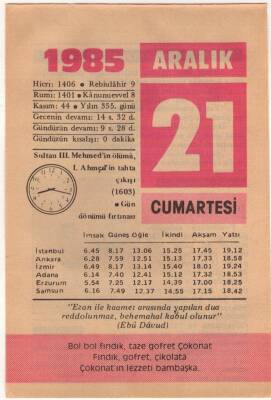 1985
ARALIK
Hicri: 1406 • Rebiulâhir 9
Rumi: 1401 • Kânunuevvel 8
Kasım: 44 • Yılın 355. günü
Gecenin devamı: 14 s. 32 d.
Gündüzün devamı: 9 s. 28 d.
Gündüzün kısalışı: 0 dakika
21
CUMARTESİ
Sultan III. Mehmed'in ölümü,
I. Ahmed'in tahta
çıkışı
(1603)
• Gün
dönümü fırtınası
İmsak Güneş Öğle İkindi Akşam Yatsı
İstanbul 6.45 8.17 13.06 15.25 17.45 19.12
Ankara 6.28 7.59 12.51 15.13 17.33 18.58
İzmir 6.49 8.17 13.14 15.40 18.01 19.24
Adana 6.14 7.40 12.41 15.12 17.32 18.53
Erzurum 5.54 7.25 12.17 14.39 17.00 18.25
Samsun 6.16 7.49 12.37 14.55 17.15 18.42
"Ezan ile kaamet arasında yapılan dua
reddolunmaz, behemahal kabul olunur"
(Ebû Dâvud)
Bol bol fındık, taze gofret Çokonat
Fındık, gofret, çikolata
Çokonat'ın lezzeti bambaşka.